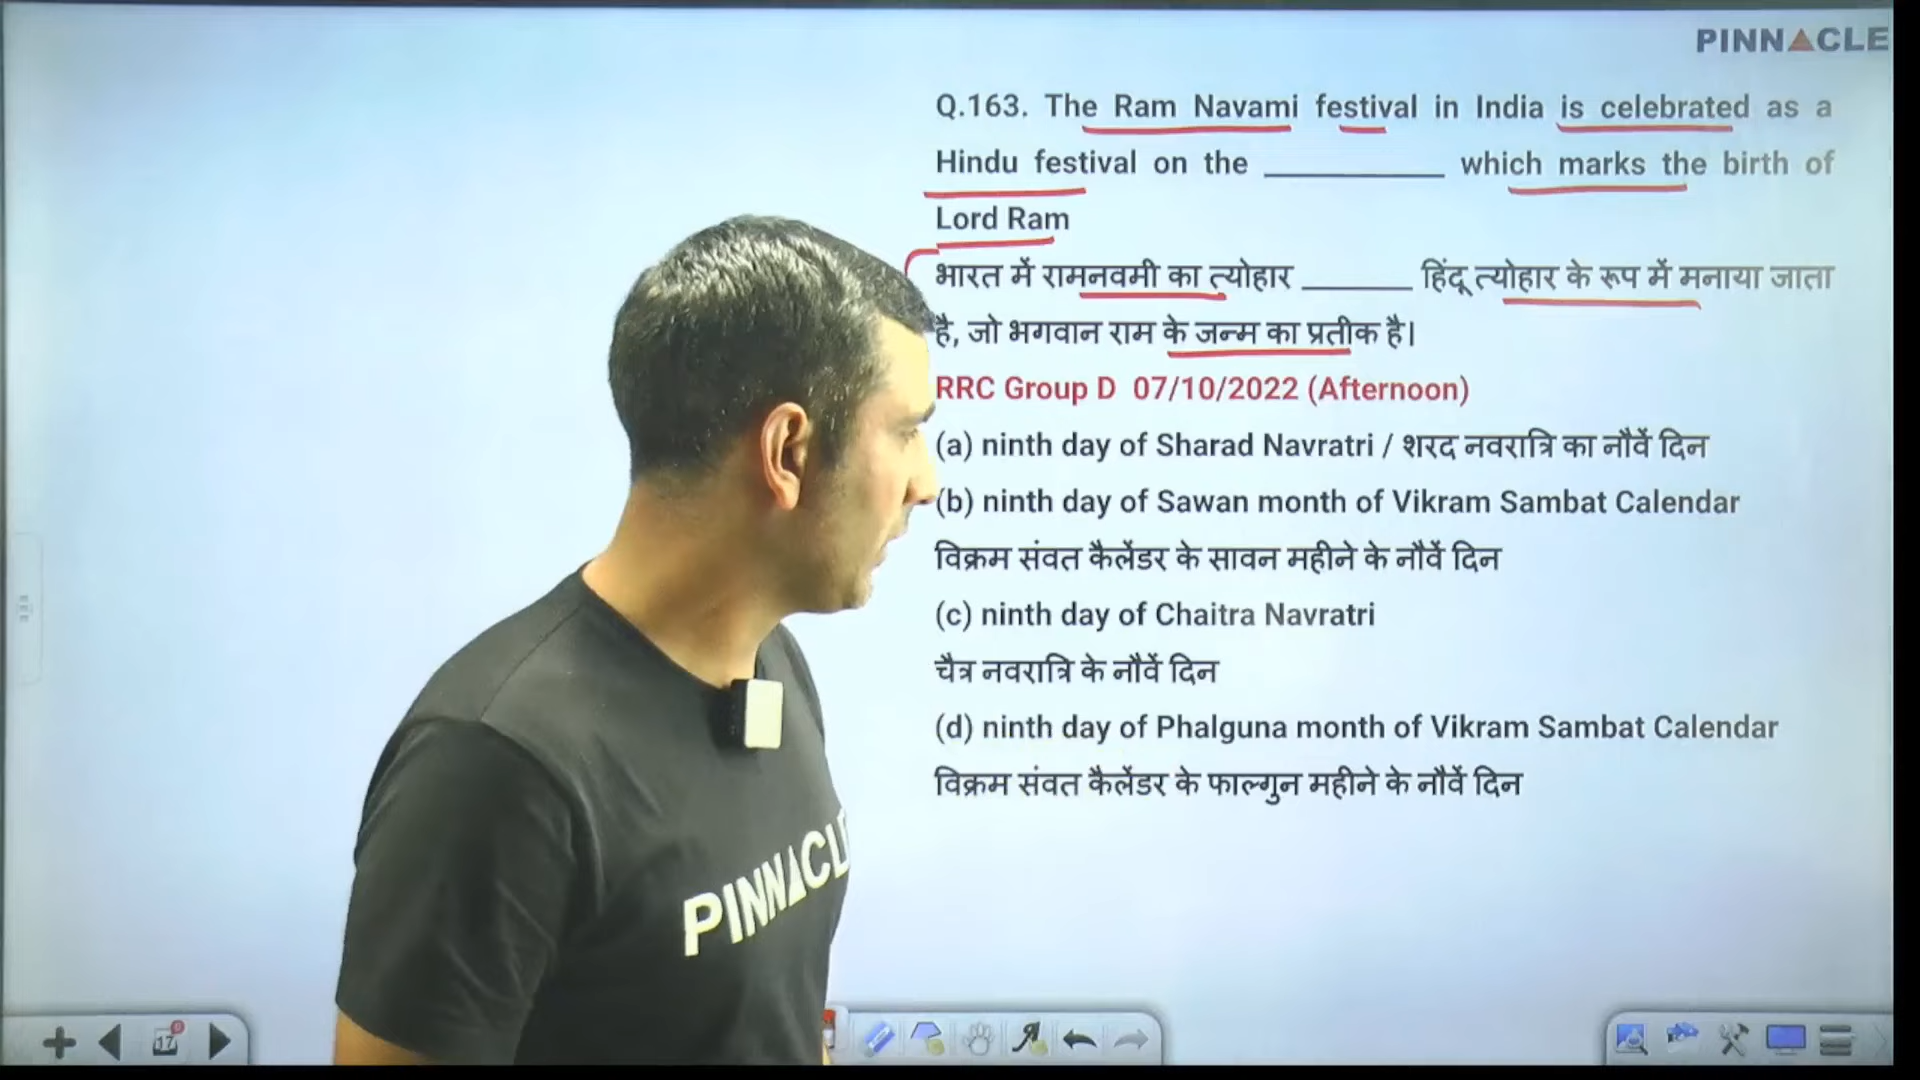 PINNACLE
Q.163. The Ram Navami festival in India is celebrated as a
Hindu festival on the __________ which marks the birth of
Lord Ram
भारत में रामनवमी का त्योहार ______ हिंदू त्योहार के रूप में मनाया जाता
है, जो भगवान राम के जन्म का प्रतीक है।
RRC Group D 07/10/2022 (Afternoon)
(a) ninth day of Sharad Navratri / शरद नवरात्रि का नौवें दिन
(b) ninth day of Sawan month of Vikram Sambat Calendar
विक्रम संवत कैलेंडर के सावन महीने के नौवें दिन
(c) ninth day of Chaitra Navratri
चैत्र नवरात्रि के नौवें दिन
(d) ninth day of Phalguna month of Vikram Sambat Calendar
विक्रम संवत कैलेंडर के फाल्गुन महीने के नौवें दिन
PINNACLE
17